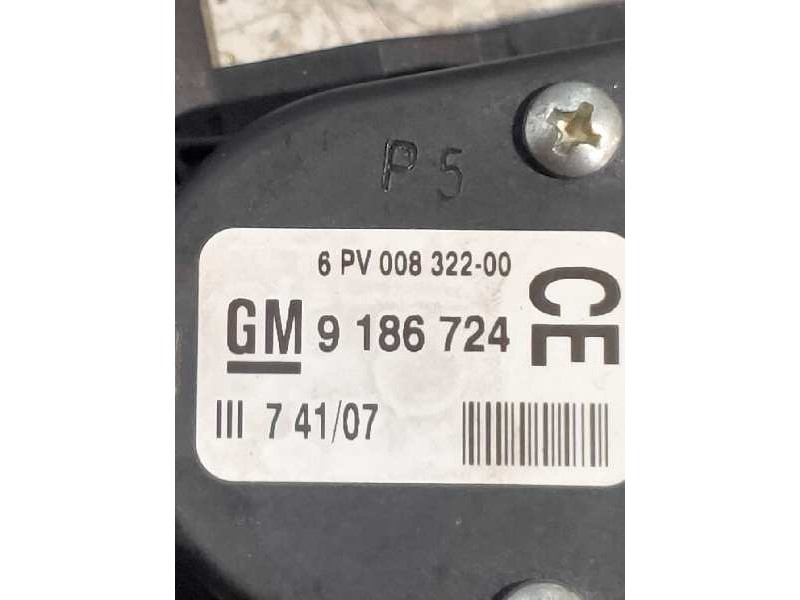 P 5
6 PV 008 322-00
GM 9 186 724
CE
III 7 41/07